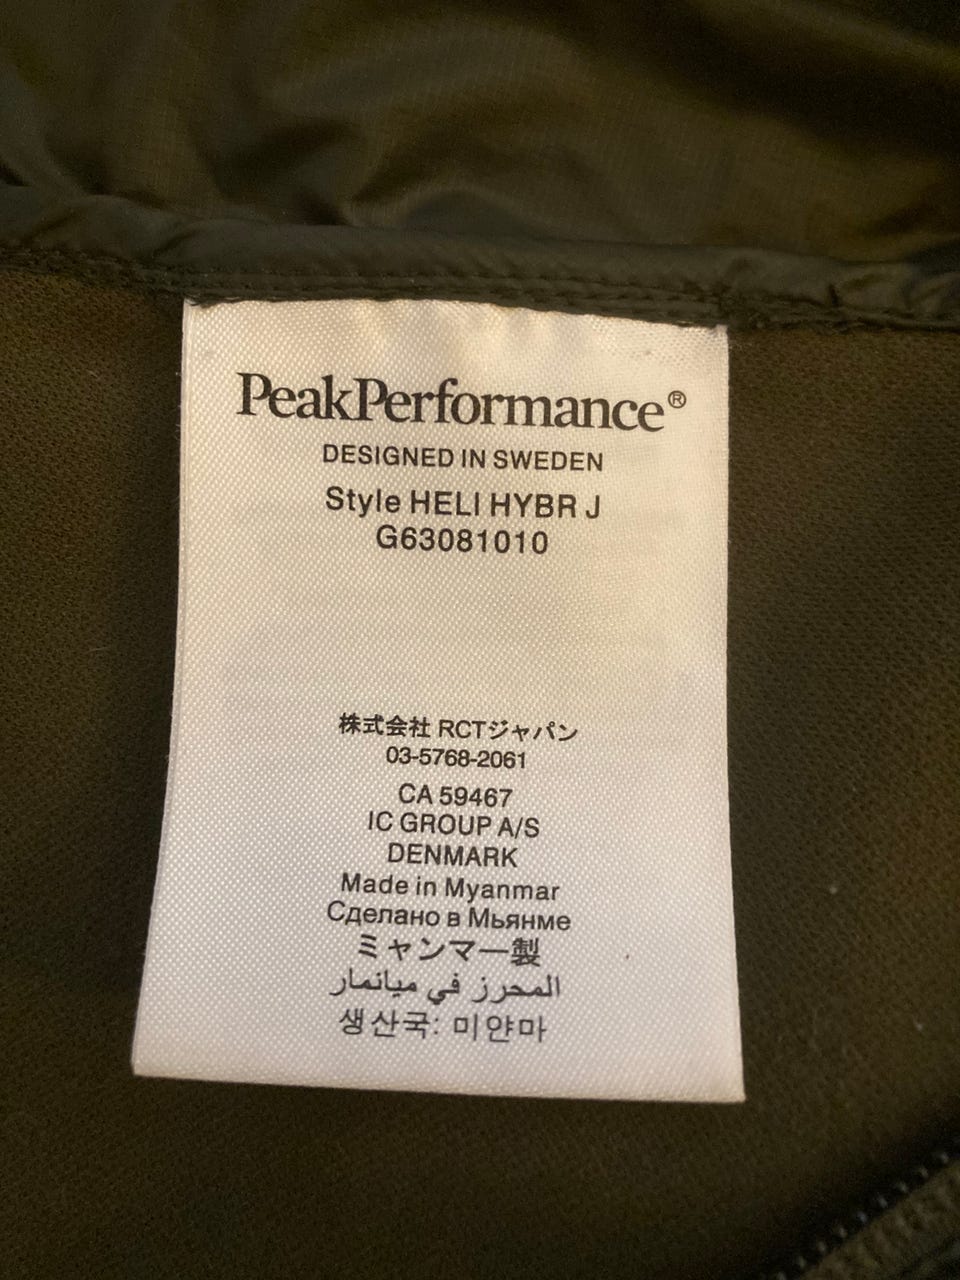 PeakPerformance®
DESIGNED IN SWEDEN
Style HELI HYBR J
G63081010
株式会社 RCTジャパン
03-5768-2061
CA 59467
IC GROUP A/S
DENMARK
Made in Myanmar
Сделано в Мьянме
ミャンマー製
المحرز في ميانمار
생산국: 미얀마